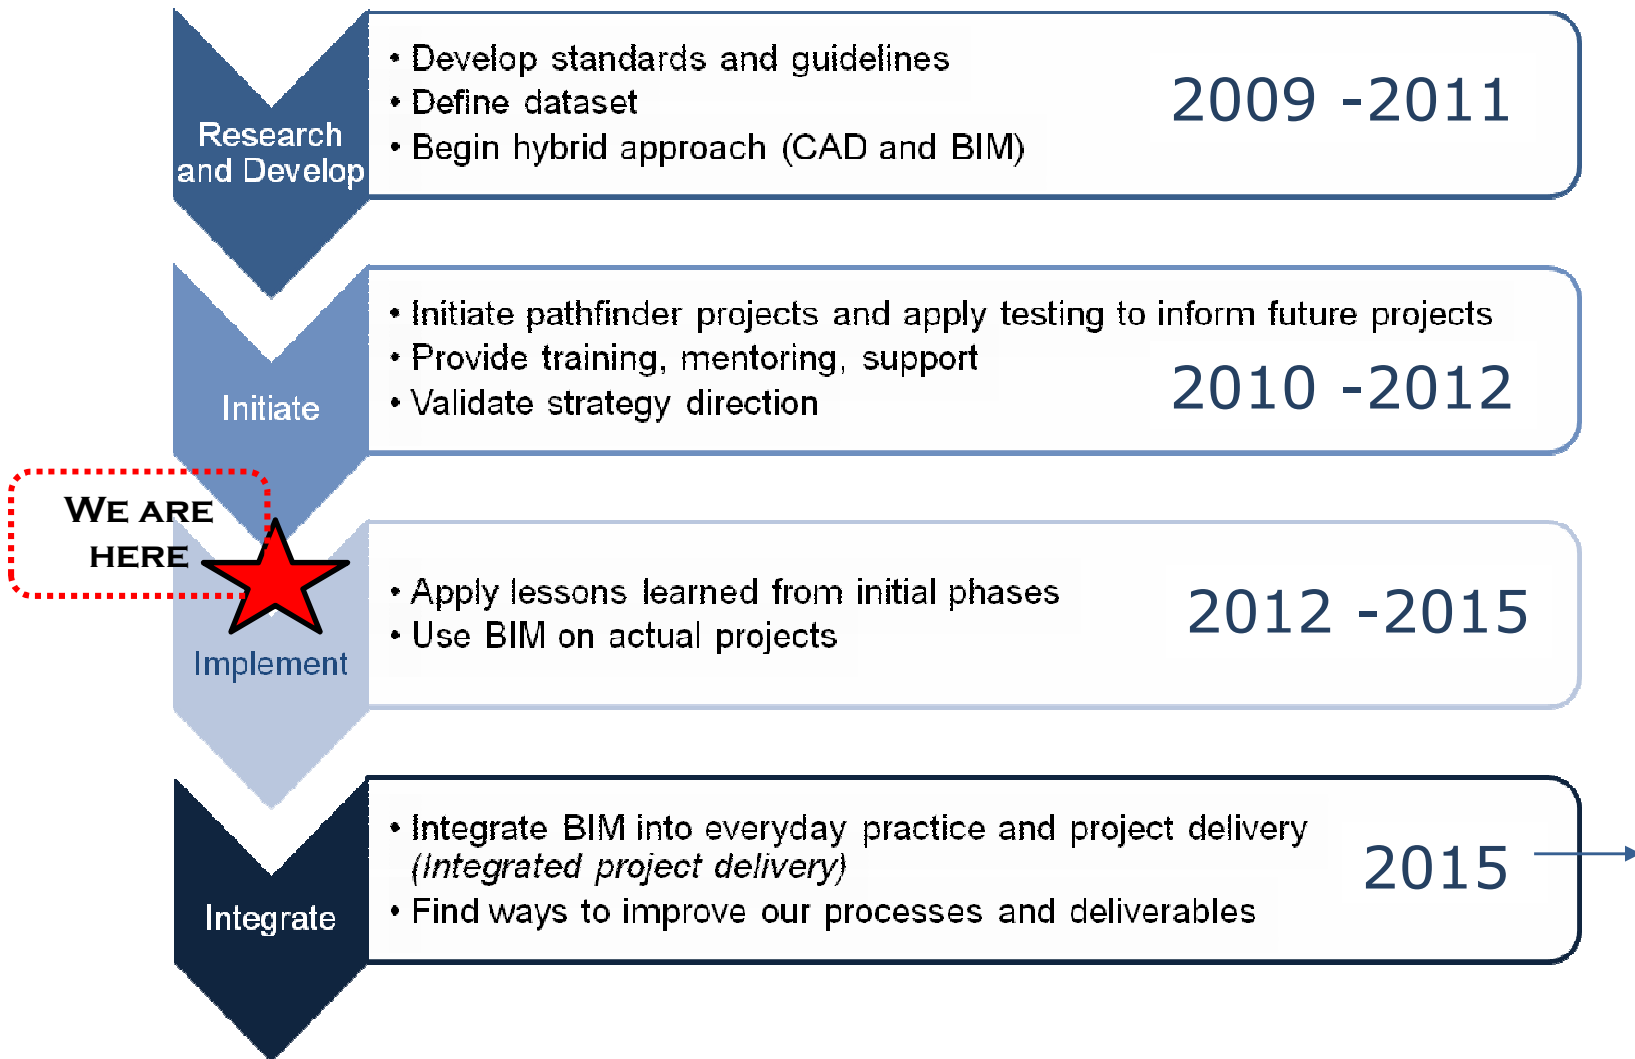 Research
and Develop
• Develop standards and guidelines
• Define dataset
• Begin hybrid approach (CAD and BIM)
2009 -2011
Initiate
• Initiate pathfinder projects and apply testing to inform future projects
• Provide training, mentoring, support
• Validate strategy direction
2010 -2012
WE ARE
HERE
Implement
• Apply lessons learned from initial phases
• Use BIM on actual projects
2012 -2015
Integrate
• Integrate BIM into everyday practice and project delivery
(Integrated project delivery)
• Find ways to improve our processes and deliverables
2015